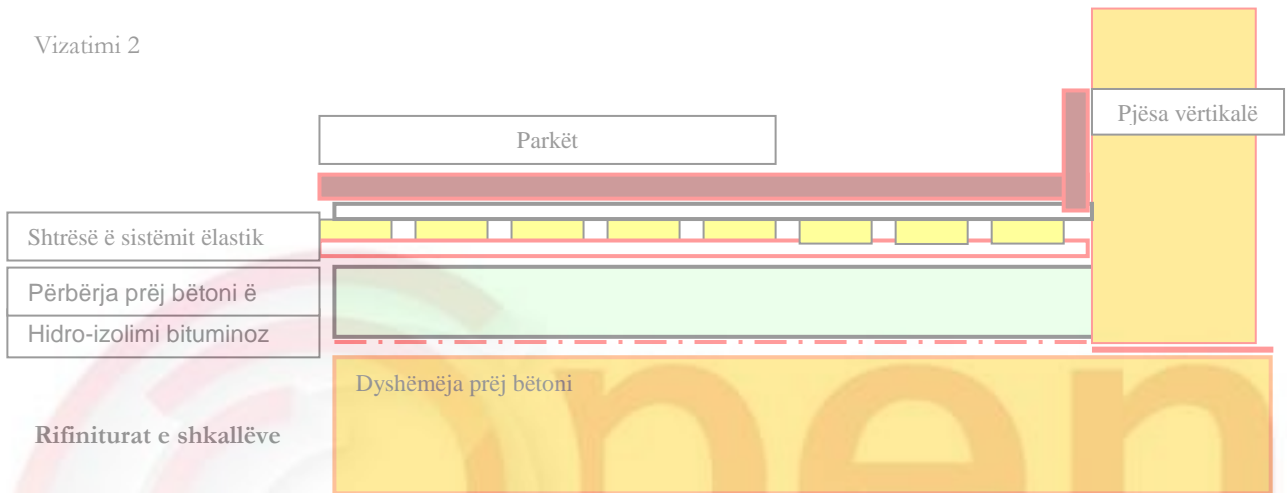 Vizatimi 2
Pjësa vërtikalë
Parkët
Shtrësë ë sistëmit ëlastik
Përbërja prëj bëtoni ë
Hidro-izolimi bituminoz
Dyshëmëja prëj bëtoni
Rifiniturat e shkallëve
nen